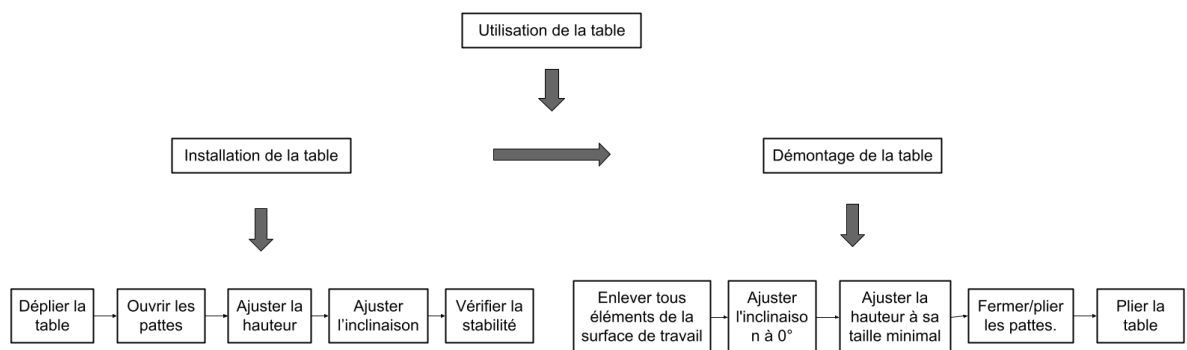 Utilisation de la table
Installation de la table
Démontage de la table
Déplier la
table
Ouvrir les
pattes
Ajuster la
hauteur
Ajuster
l'inclinaison
Vérifier la
stabilité
Enlever tous
éléments de la
surface de travail
Ajuster
l'inclinaiso
n à 0°
Ajuster la
hauteur à sa
taille minimal
Fermer/plier
les pattes.
Plier la
table